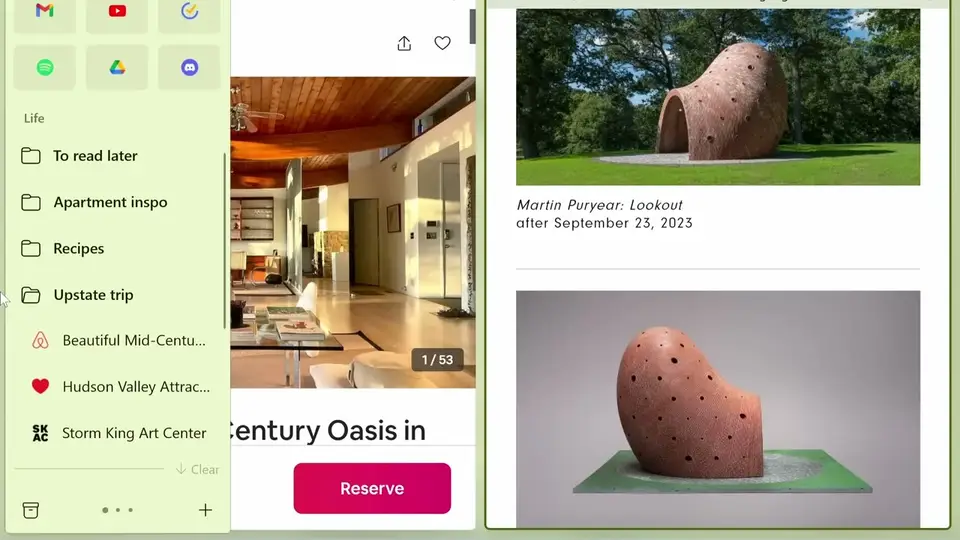 Life
To read later
Apartment inspo
Recipes
Upstate trip
Beautiful Mid-Centu...
Hudson Valley Attrac...
SK
AC
Storm King Art Center
Clear
1 / 53
Century Oasis in
Reserve
Martin Puryear: Lookout
after September 23, 2023